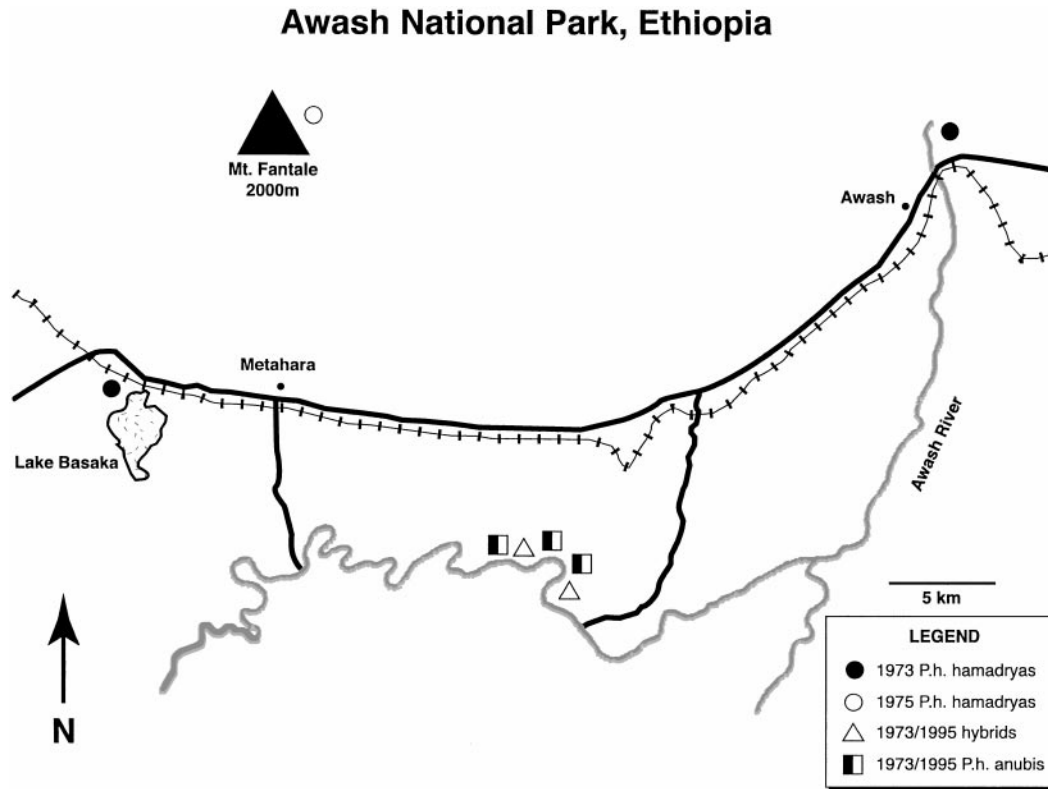 Awash National Park, Ethiopia
Mt. Fantale
2000m
Awash
Metahara
Lake Basaka
Awash River
5 km
N
LEGEND
1973 P.h. hamadryas
1975 P.h. hamadryas
1973/1995 hybrids
1973/1995 P.h. anubis